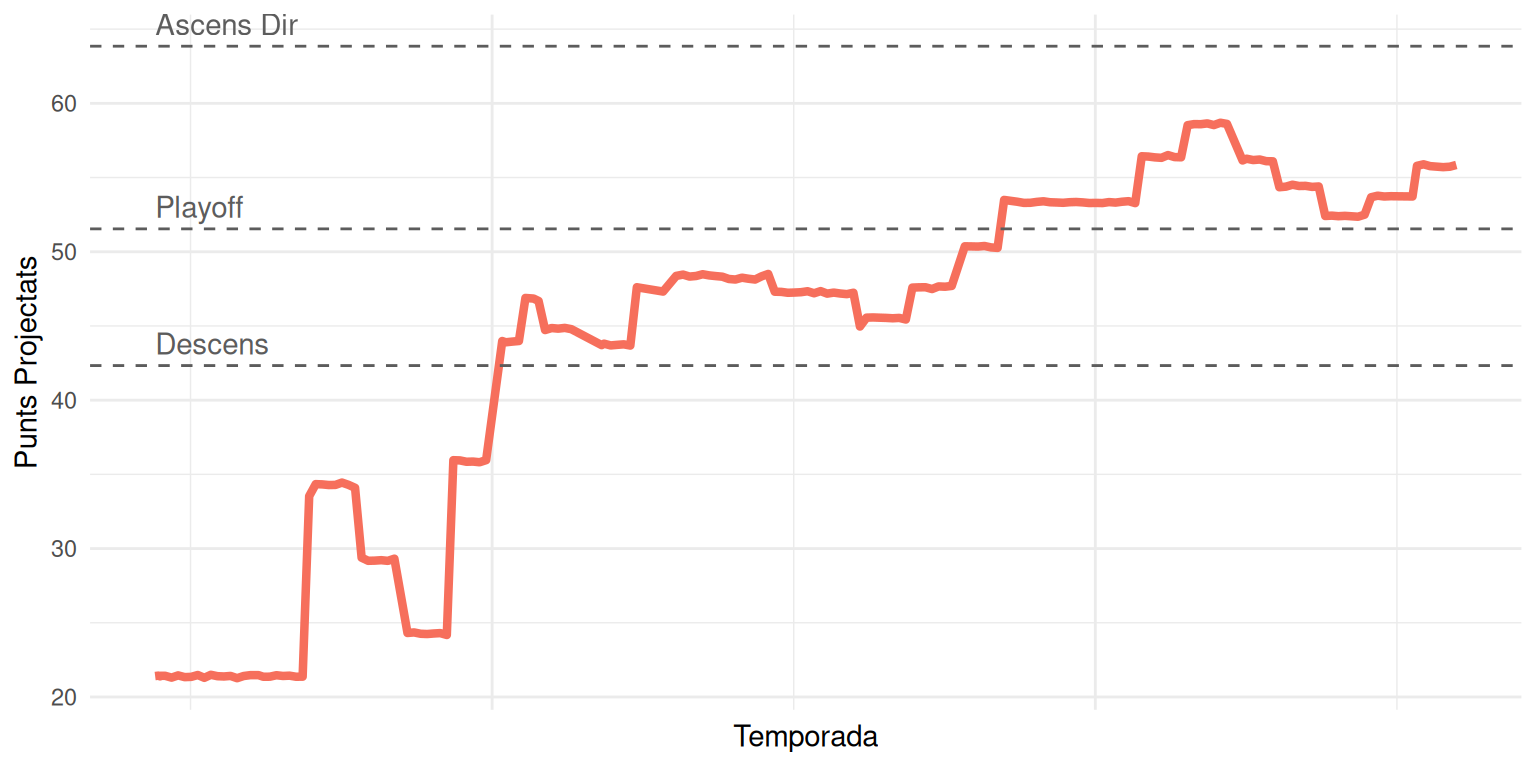 Ascens Dir
60
Playoff
50
Descens
40
30
20
Punts Projectats
Temporada